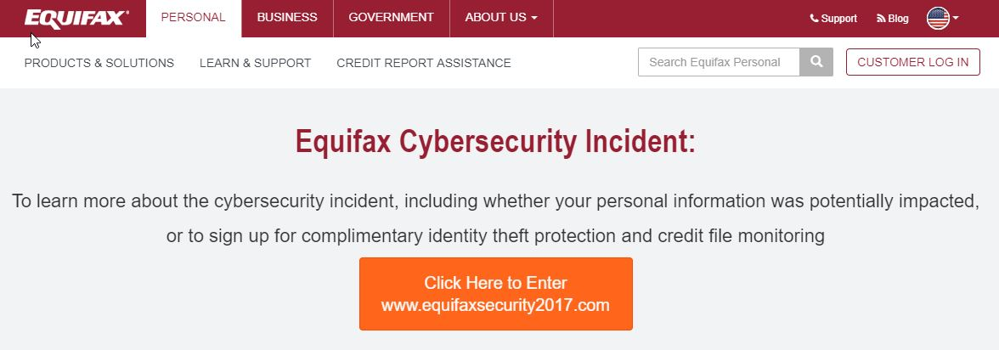 EQUIFAX® PERSONAL BUSINESS GOVERNMENT ABOUT US Support Blog
PRODUCTS & SOLUTIONS LEARN & SUPPORT CREDIT REPORT ASSISTANCE Search Equifax Personal CUSTOMER LOG IN
Equifax Cybersecurity Incident:
To learn more about the cybersecurity incident, including whether your personal information was potentially impacted,
or to sign up for complimentary identity theft protection and credit file monitoring
Click Here to Enter
www.equifaxsecurity2017.com